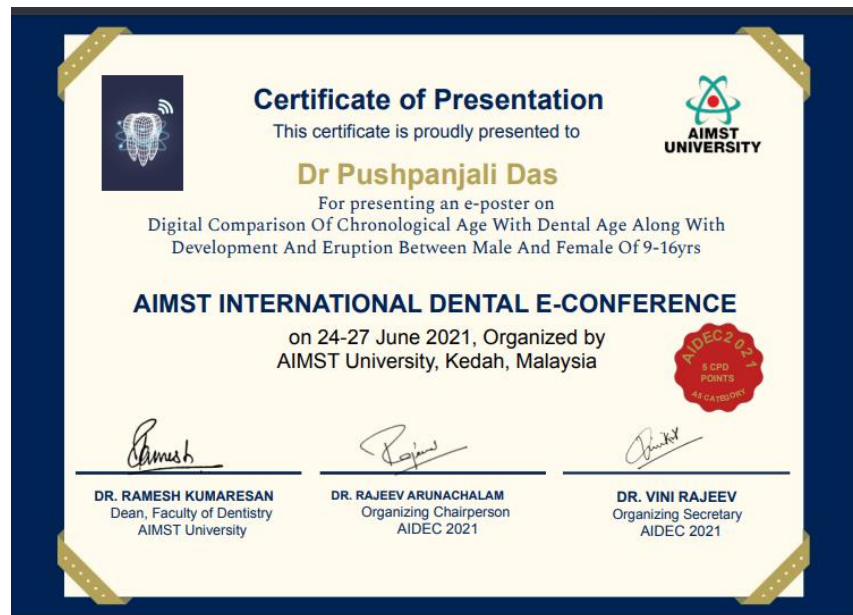 Certificate of Presentation
This certificate is proudly presented to
AIMST
UNIVERSITY
Dr Pushpanjali Das
For presenting an e-poster on
Digital Comparison Of Chronological Age With Dental Age Along With
Development And Eruption Between Male And Female Of 9-16yrs
AIMST INTERNATIONAL DENTAL E-CONFERENCE
on 24-27 June 2021, Organized by
AIMST University, Kedah, Malaysia
AIDEC2021
5 CPD
POINTS
A5 CATEGORY
Ramesh
Rajeev
DR. RAMESH KUMARESAN
Dean, Faculty of Dentistry
AIMST University
DR. RAJEEV ARUNACHALAM
Organizing Chairperson
AIDEC 2021
DR. VINI RAJEEV
Organizing Secretary
AIDEC 2021